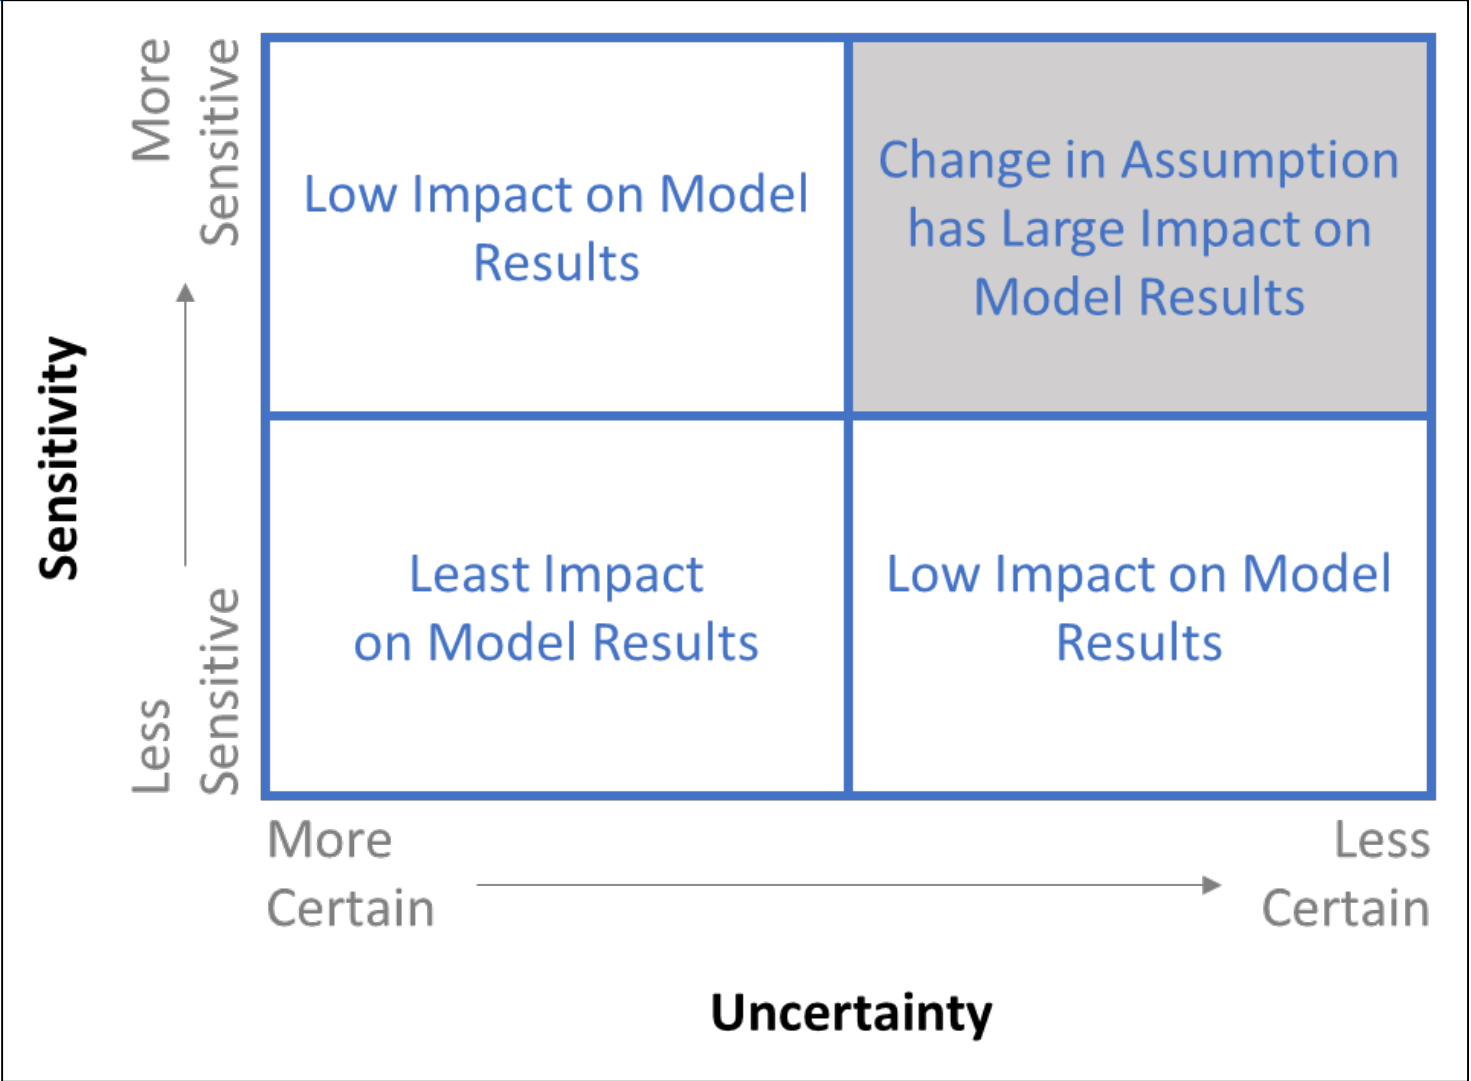 More
Sensitive
Low Impact on Model
Results
Change in Assumption
has Large Impact on
Model Results
Sensitivity
Least Impact
on Model Results
Low Impact on Model
Results
Less
Sensitive
More
Certain
Less
Certain
Uncertainty